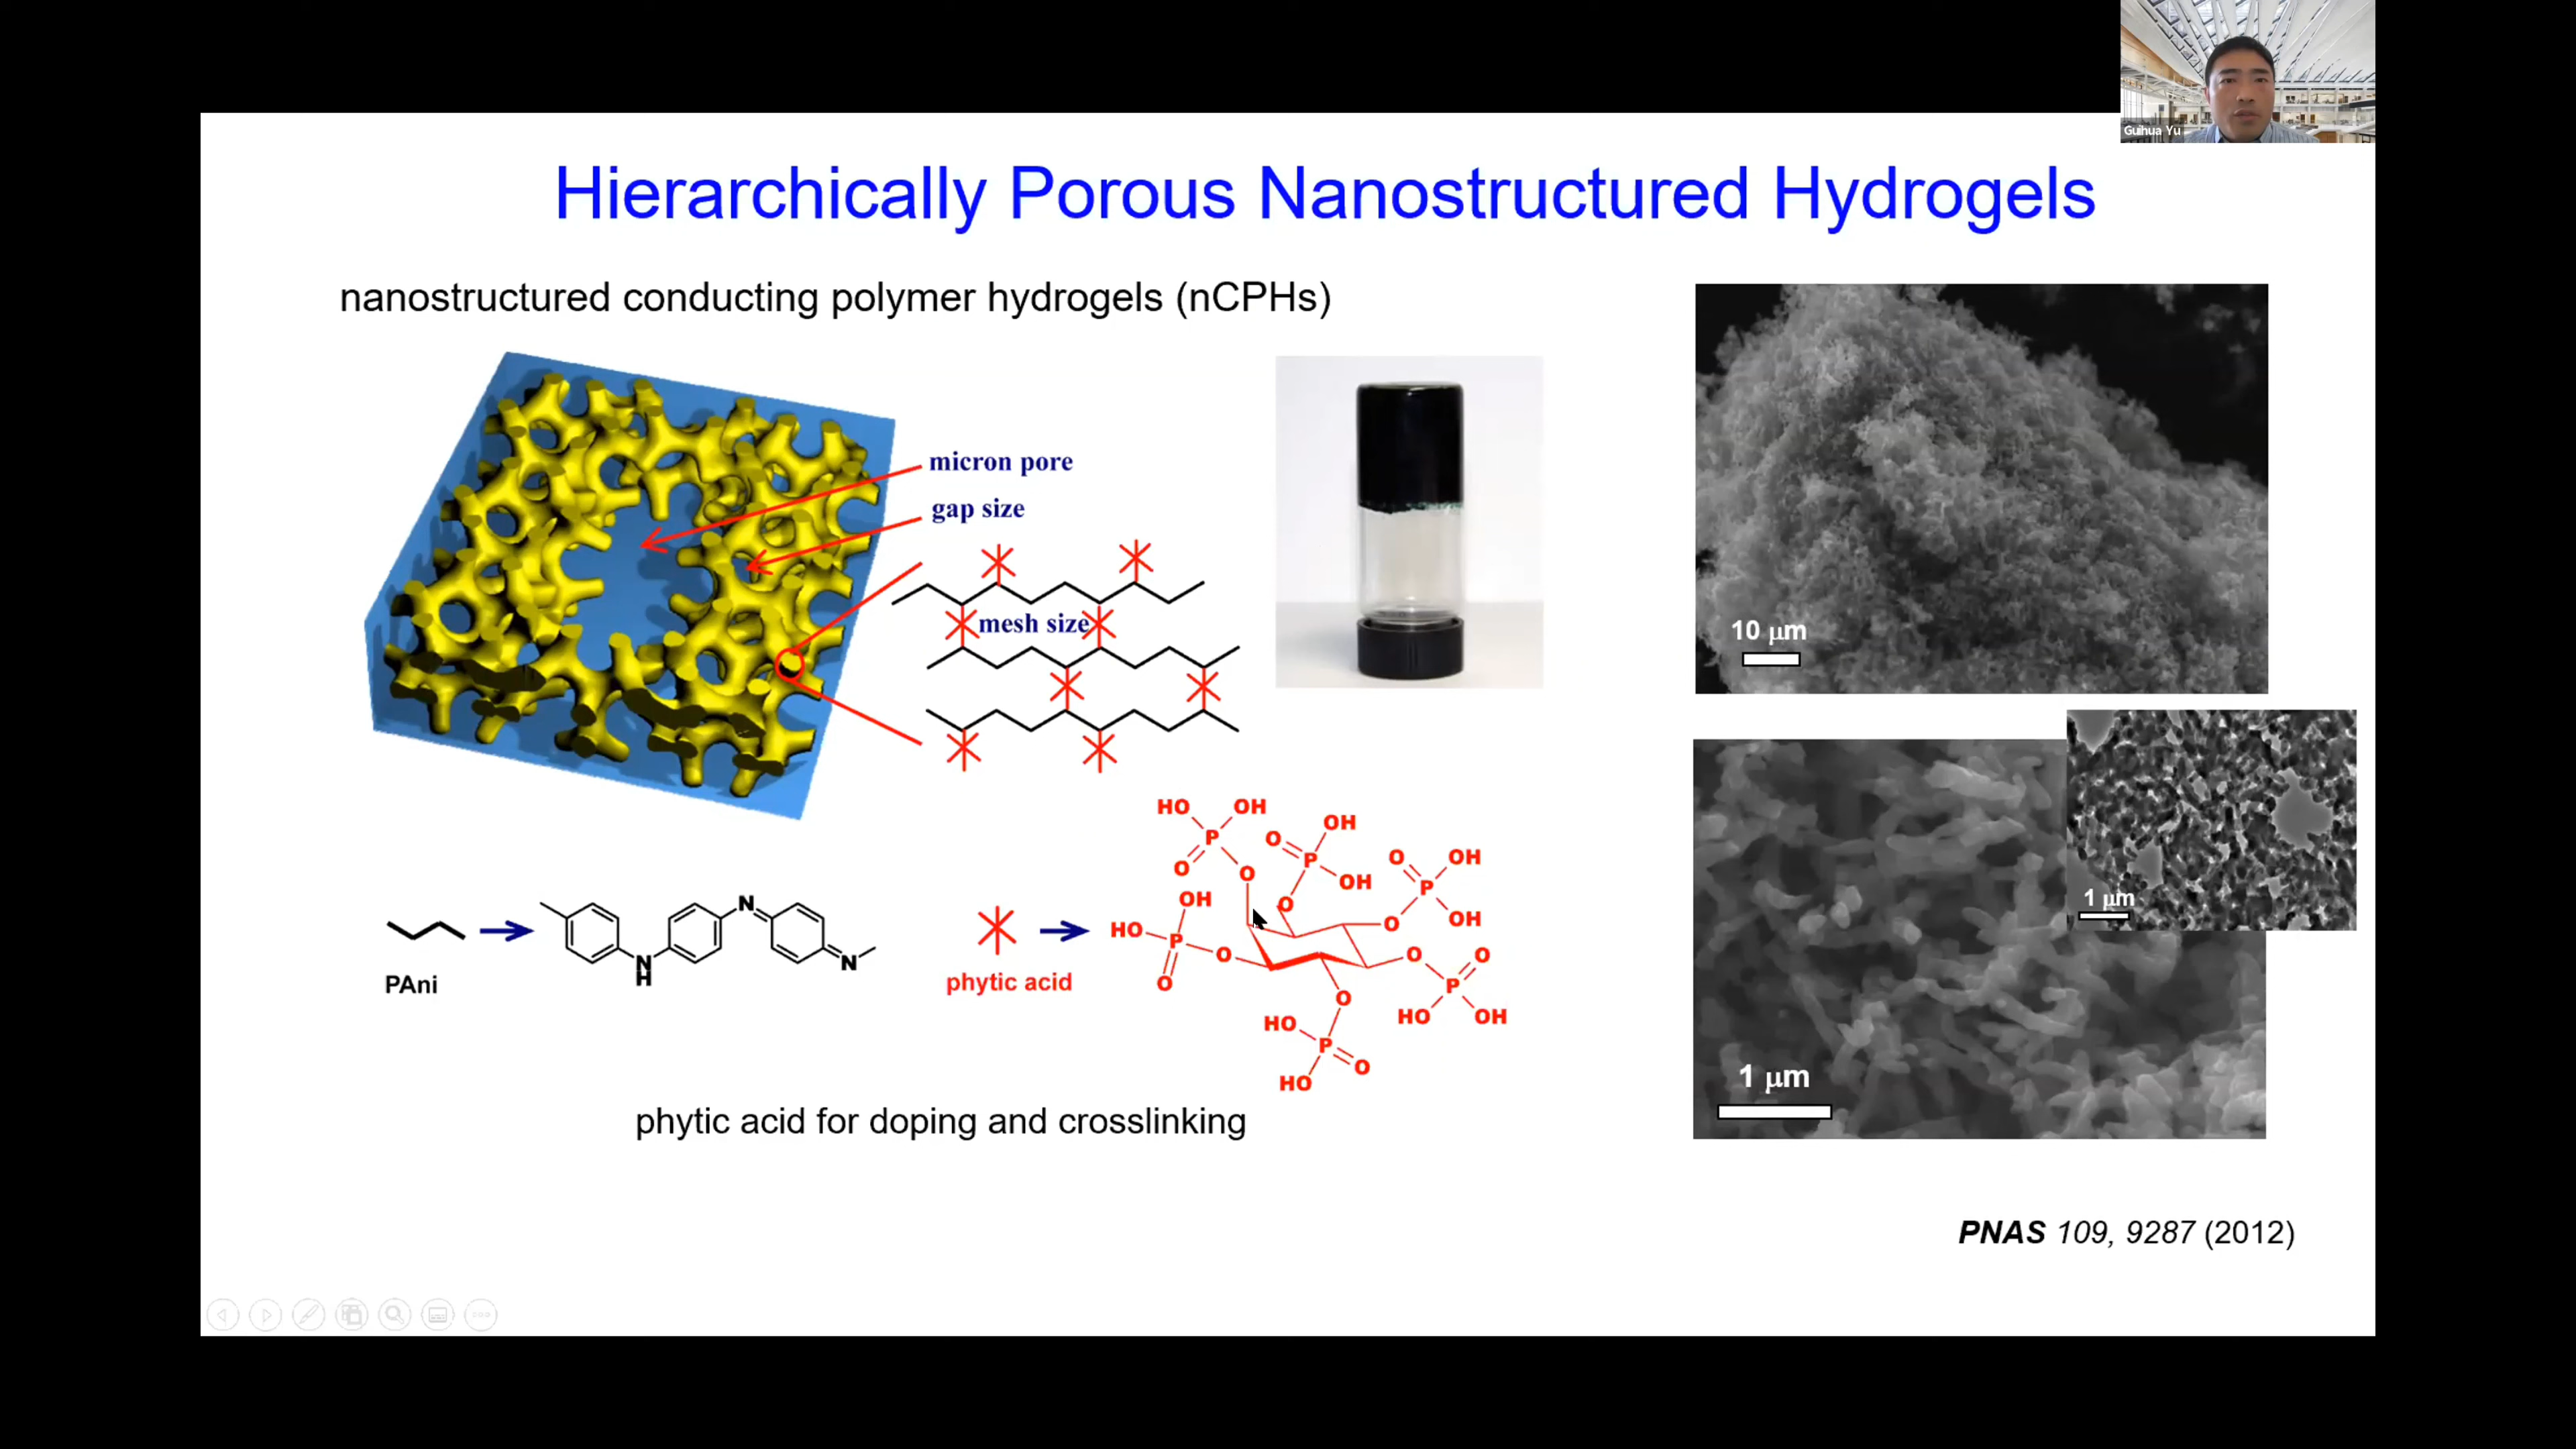 Guihua Yu
Hierarchically Porous Nanostructured Hydrogels
nanostructured conducting polymer hydrogels (nCPHs)
micron pore
gap size
mesh size
10 μm
1 μm
1 μm
HO OH
P
O
O
O
P
OH
OH
O
O
P
OH
OH
O
OH
HO
P
O
O
O
P
O
HO
OH
O
HO
P
O
HO
N
H
N
N
PAni
phytic acid
phytic acid for doping and crosslinking
PNAS 109, 9287 (2012)